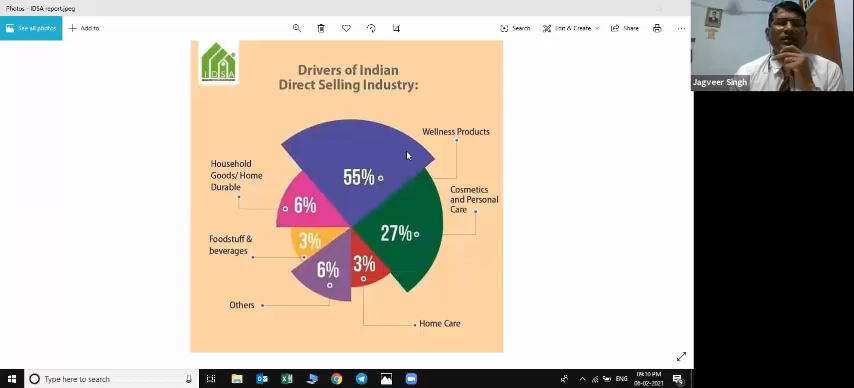 Photos - IDSA report.jpeg
See all photos
Add to
Search
Edit & Create
Share
Jagveer Singh
IDSA
Drivers of Indian
Direct Selling Industry:
Wellness Products
55%
Household
Goods/ Home
Durable
6%
Cosmetics
and Personal
Care
27%
Foodstuff &
beverages
3%
6%
3%
Others
Home Care
Type here to search
ENG
09:10 PM
06-02-2021